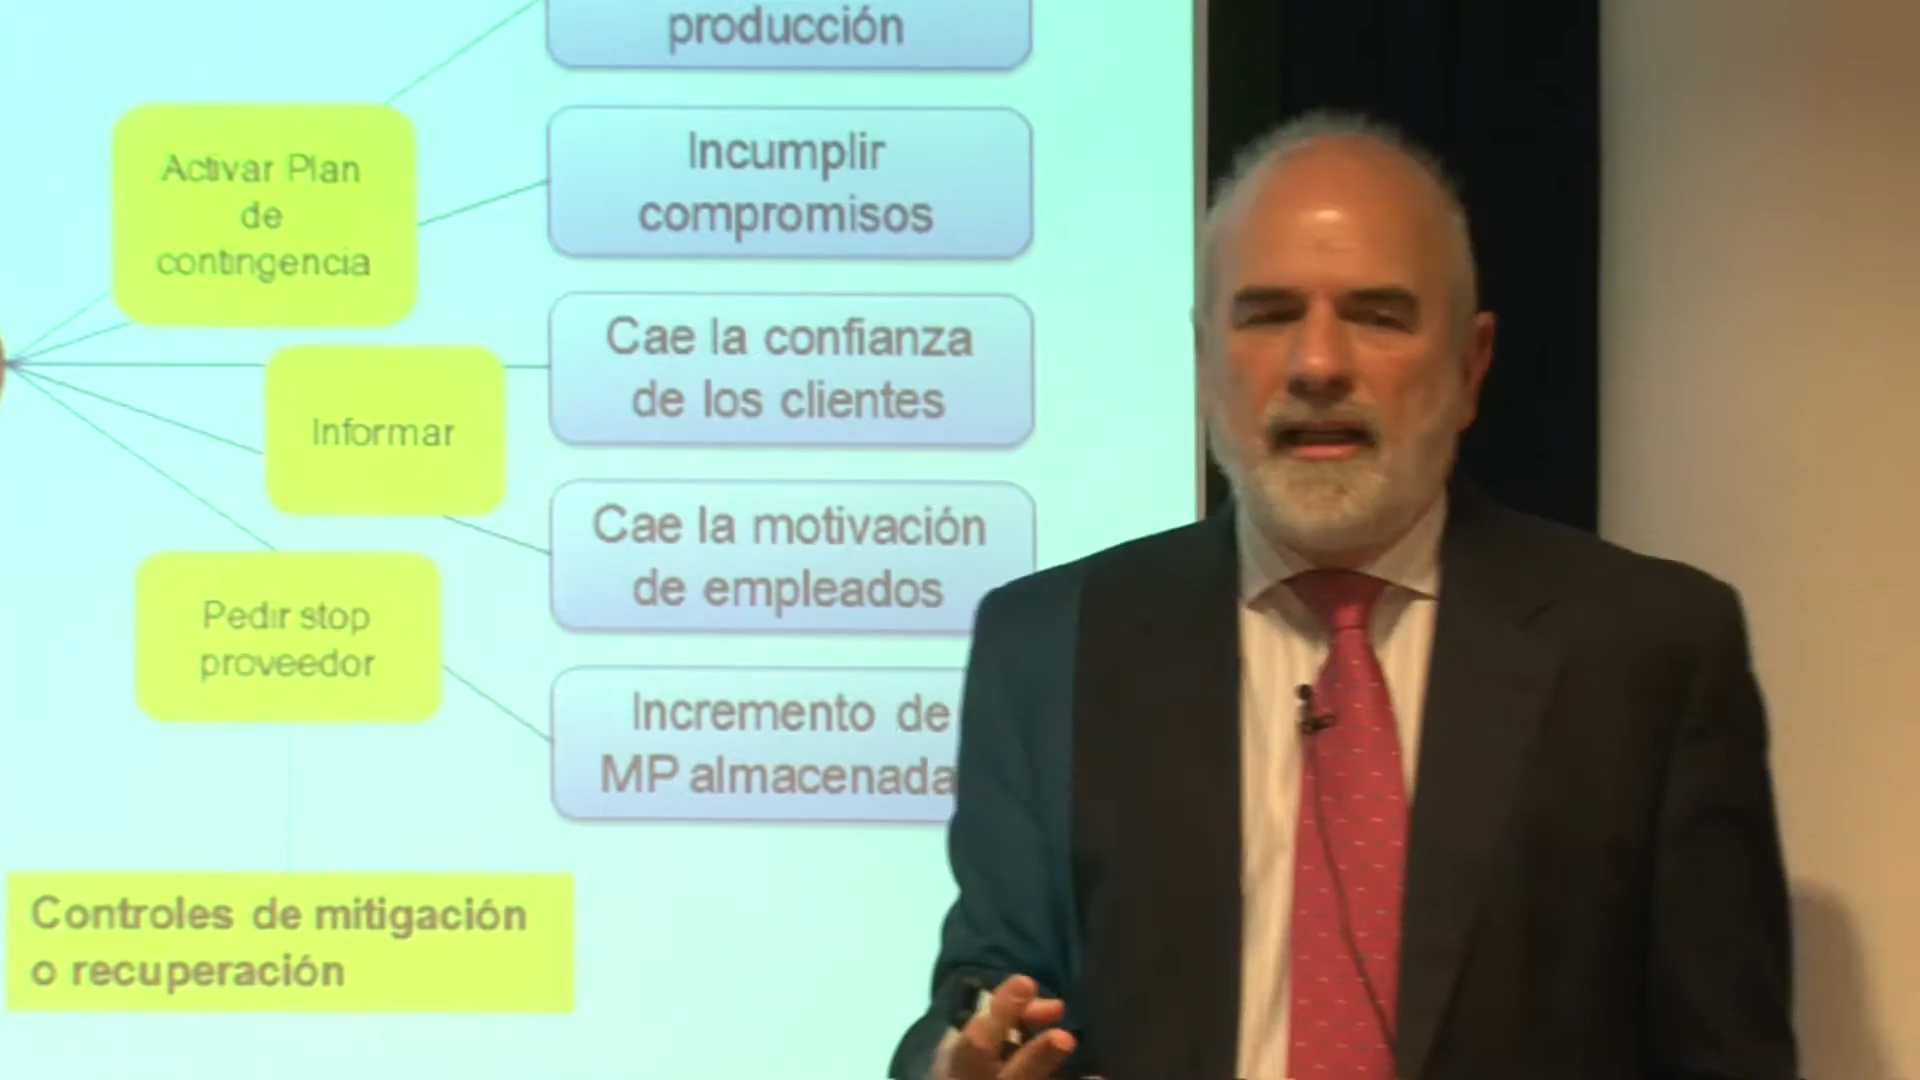 producción
Activar Plan
de
contingencia
Incumplir
compromisos
Cae la confianza
de los clientes
Informar
Cae la motivación
de empleados
Pedir stop
proveedor
Incremento de
MP almacenada
Controles de mitigación
o recuperación